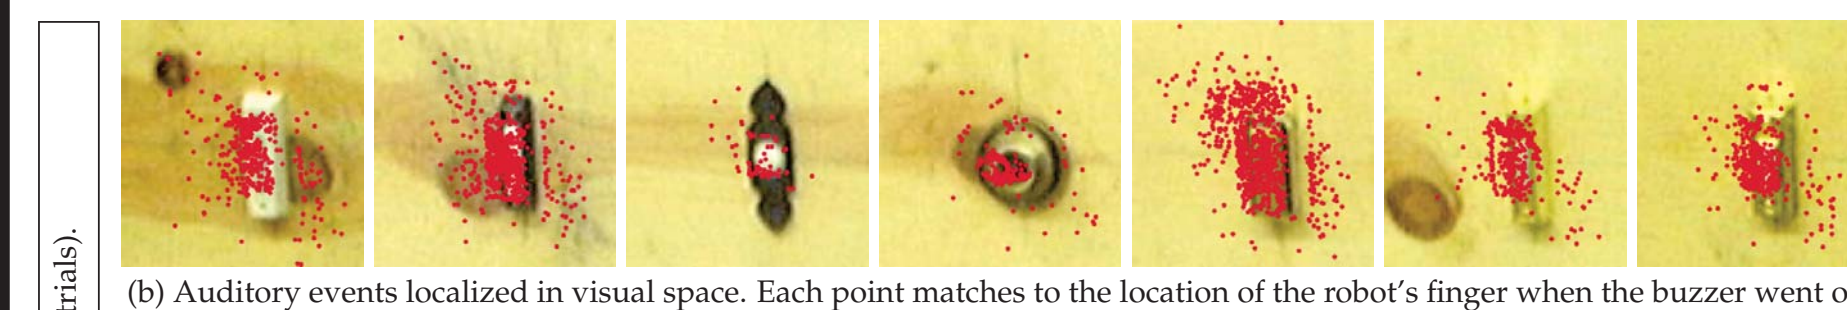 trials).
(b) Auditory events localized in visual space. Each point matches to the location of the robot's finger when the buzzer went